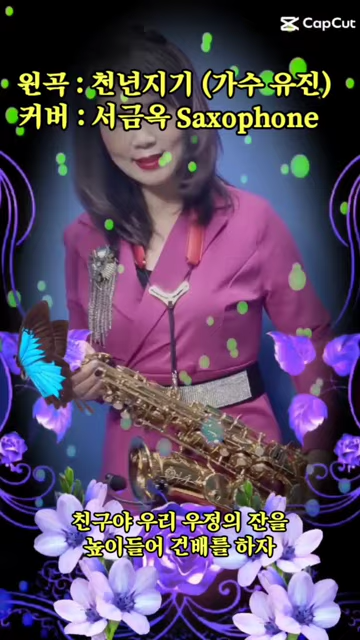 CapCut
원곡 : 천년지기 (가수 유진)
커버 : 서금옥 Saxophone
친구야 우리 우정의 잔을
높이들어 건배를 하자